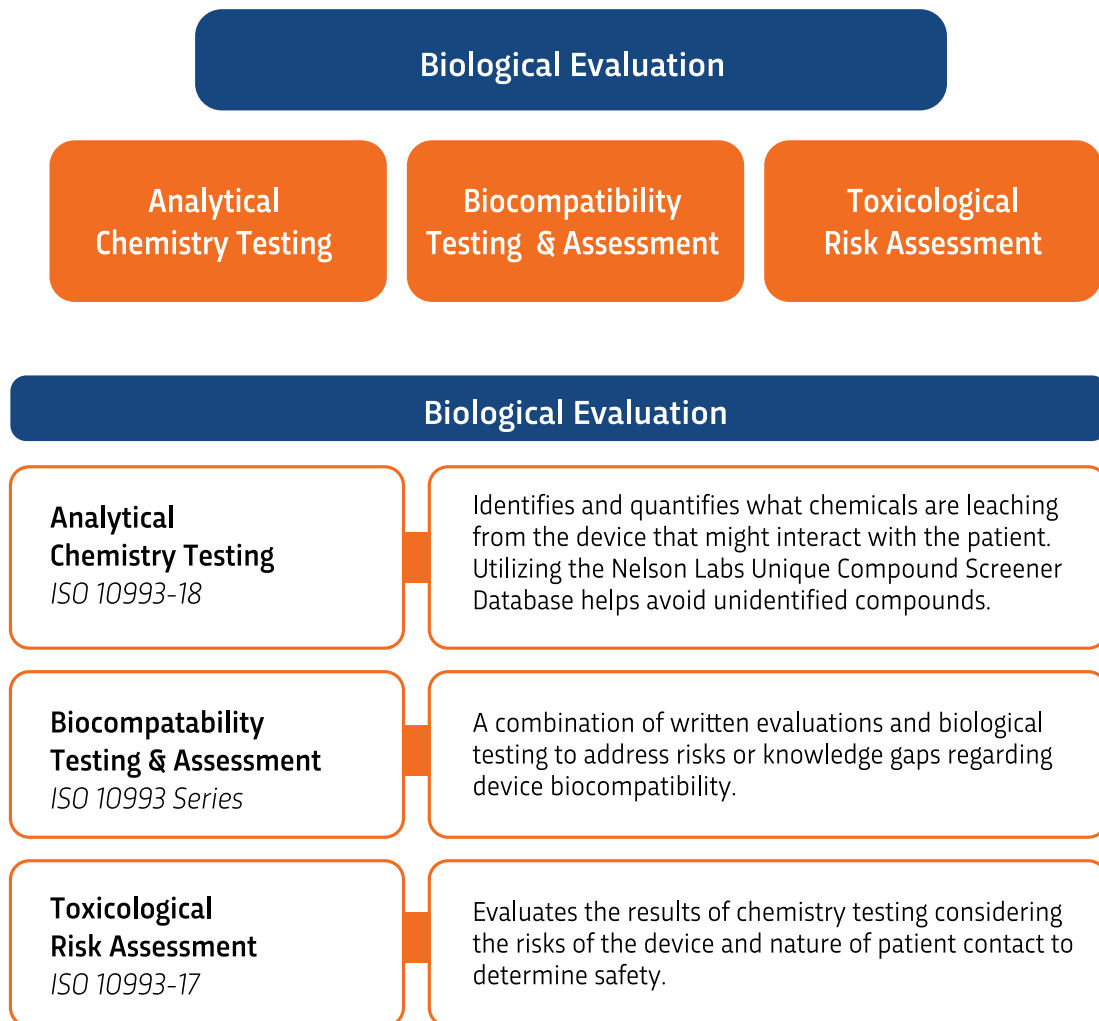 Biological Evaluation
Analytical
Chemistry Testing
Biocompatibility
Testing & Assessment
Toxicological
Risk Assessment
Biological Evaluation
Analytical
Chemistry Testing
ISO 10993-18
Identifies and quantifies what chemicals are leaching
from the device that might interact with the patient.
Utilizing the Nelson Labs Unique Compound Screener
Database helps avoid unidentified compounds.
Biocompatability
Testing & Assessment
ISO 10993 Series
A combination of written evaluations and biological
testing to address risks or knowledge gaps regarding
device biocompatibility.
Toxicological
Risk Assessment
ISO 10993-17
Evaluates the results of chemistry testing considering
the risks of the device and nature of patient contact to
determine safety.